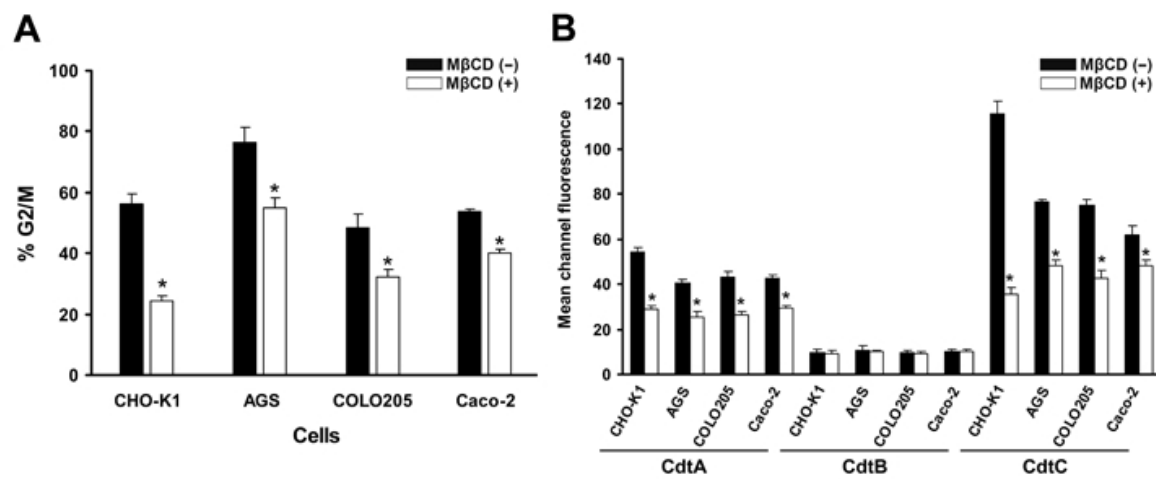 A
MβCD (–)
MβCD (+)
100
80
60
40
20
0
% G2/M
*
*
*
*
CHO-K1 AGS COLO205 Caco-2
Cells
B
MβCD (–)
MβCD (+)
140
120
100
80
60
40
20
0
Mean channel fluorescence
*
*
*
*
*
*
*
*
CHO-K1 AGS COLO205 Caco-2 CHO-K1 AGS COLO205 Caco-2 CHO-K1 AGS COLO205 Caco-2
CdtA CdtB CdtC